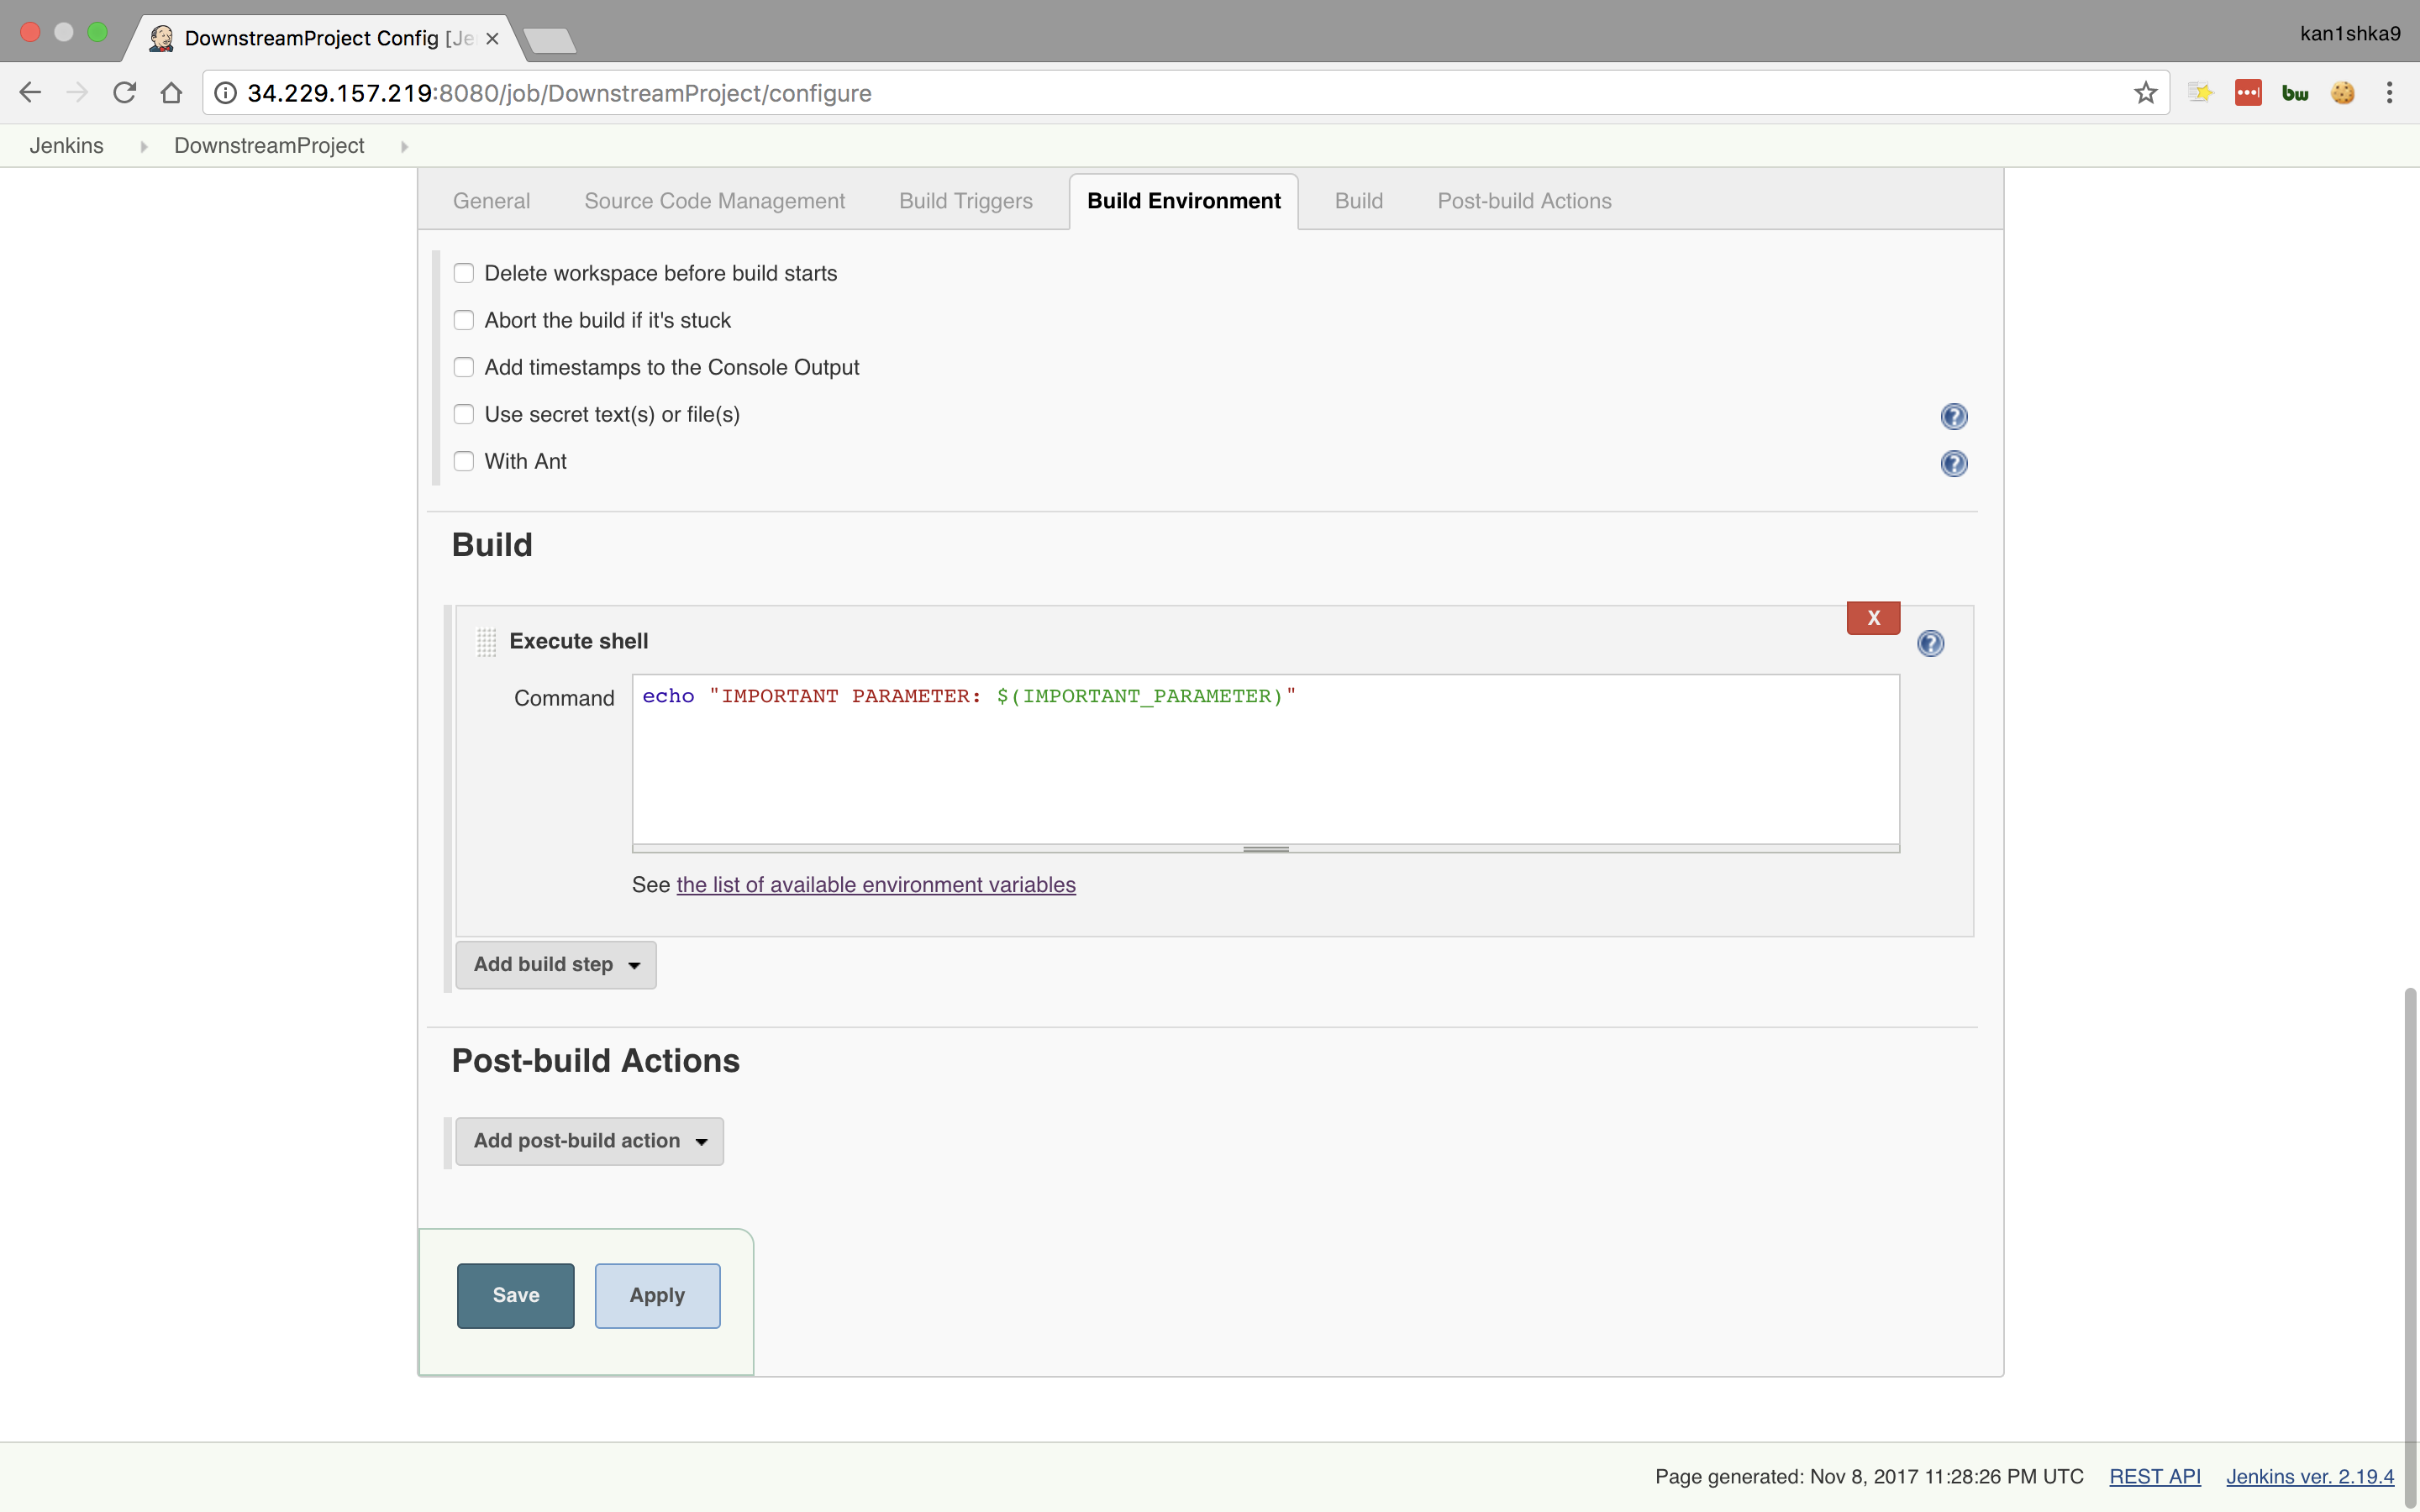 DownstreamProject Config [Je
kan1shka9
34.229.157.219:8080/job/DownstreamProject/configure
bw
Jenkins DownstreamProject
General Source Code Management Build Triggers Build Environment Build Post-build Actions
Delete workspace before build starts
Abort the build if it's stuck
Add timestamps to the Console Output
Use secret text(s) or file(s)
With Ant
Build
X
Execute shell
Command echo "IMPORTANT PARAMETER: $(IMPORTANT_PARAMETER)"
See the list of available environment variables
Add build step
Post-build Actions
Add post-build action
Save Apply
Page generated: Nov 8, 2017 11:28:26 PM UTC REST API Jenkins ver. 2.19.4